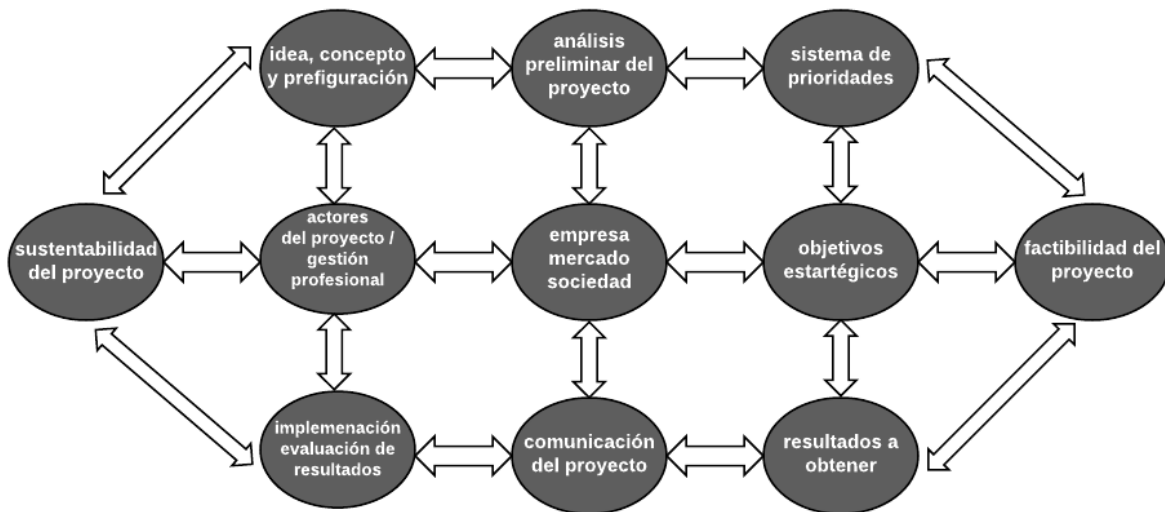 idea, concepto
y prefiguración
análisis
preliminar del
proyecto
sistema de
prioridades
sustentabilidad
del proyecto
actores
del proyecto /
gestión
profesional
empresa
mercado
sociedad
objetivos
estartégicos
factibilidad del
proyecto
implemenación
evaluación de
resultados
comunicación
del proyecto
resultados a
obtener